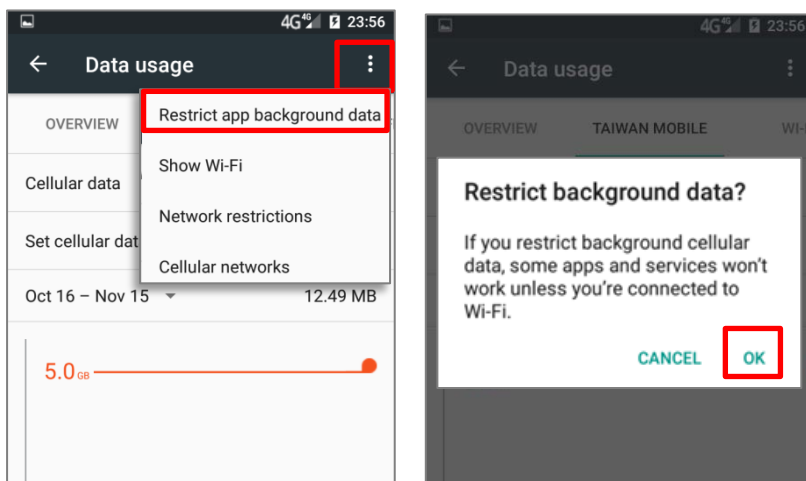 4G 4G 23:56
Data usage
OVERVIEW
Restrict app background data
Show Wi-Fi
Network restrictions
Cellular networks
Cellular data
Set cellular dat
Oct 16 – Nov 15 12.49 MB
5.0 GB
4G 4G 23:56
Data usage
OVERVIEW TAIWAN MOBILE WI-
Restrict background data?
If you restrict background cellular
data, some apps and services won't
work unless you're connected to
Wi-Fi.
CANCEL OK